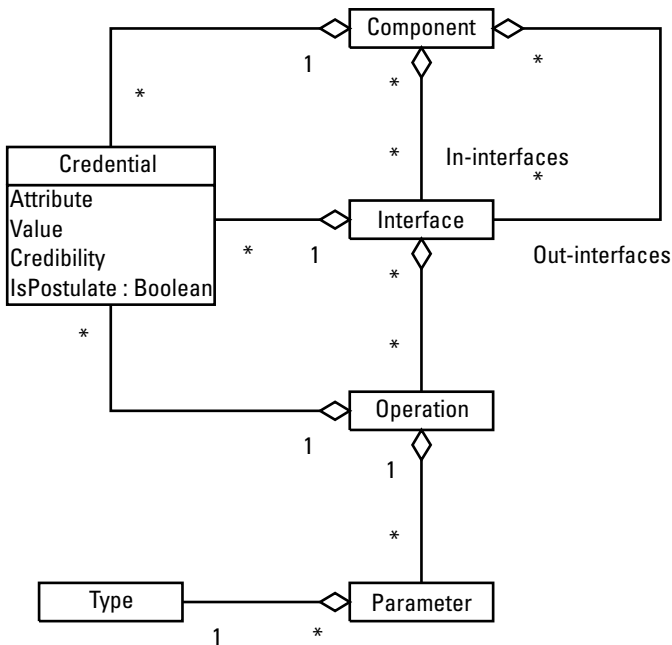 Component
1
*
*
*
*
In-interfaces
*
Credential
Attribute
Value
Credibility
IsPostulate : Boolean
Interface
*
1
Out-interfaces
*
*
*
Operation
1
1
*
Type
Parameter
1
*